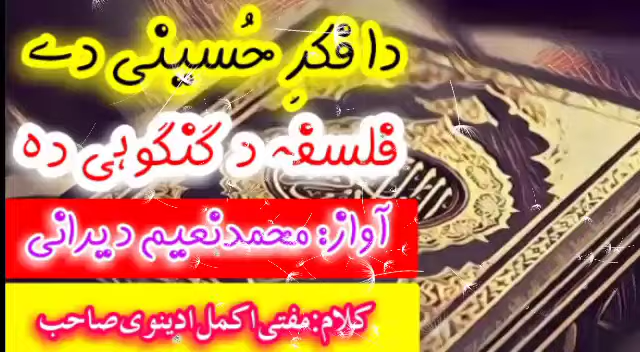 دا فکرِ حُسینی دے
فلسفہ د گنگوہی دہ
آواز: محمد نعیم دیرانی
کلام: مفتی اکمل ادینوی صاحب